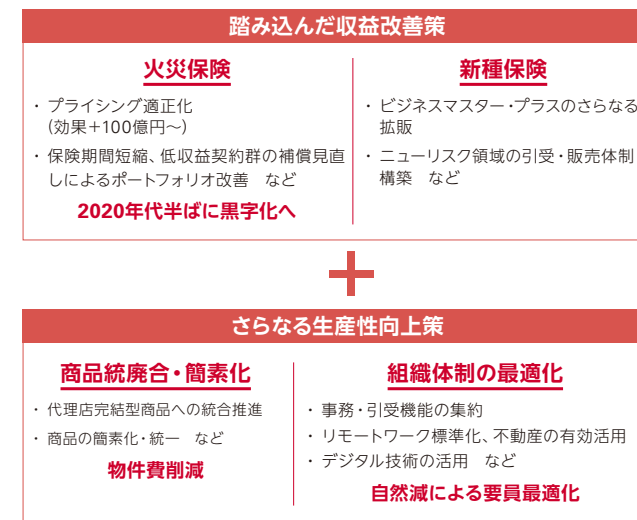 踏み込んだ収益改善策
火災保険
・ プライシング適正化
(効果+100億円～)
・ 保険期間短縮、低収益契約群の補償見直
しによるポートフォリオ改善　など
2020年代半ばに黒字化へ
新種保険
・ ビジネスマスター・プラスのさらなる
拡販
・ ニューリスク領域の引受・販売体制
構築　など
+
さらなる生産性向上策
商品統廃合・簡素化
・ 代理店完結型商品への統合推進
・ 商品の簡素化・統一　など
物件費削減
組織体制の最適化
・ 事務・引受機能の集約
・ リモートワーク標準化、不動産の有効活用
・ デジタル技術の活用　など
自然減による要員最適化